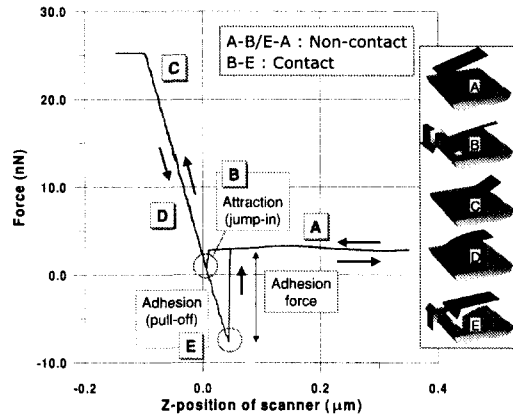 A-B/E-A : Non-contact
B-E : Contact
30.0
20.0
10.0
0.0
-10.0
Force (nN)
C
D
B
Attraction
(jump-in)
A
Adhesion
(pull-off)
E
Adhesion
force
-0.2
0.0
0.2
0.4
Z-position of scanner (μm)
A
B
C
D
E